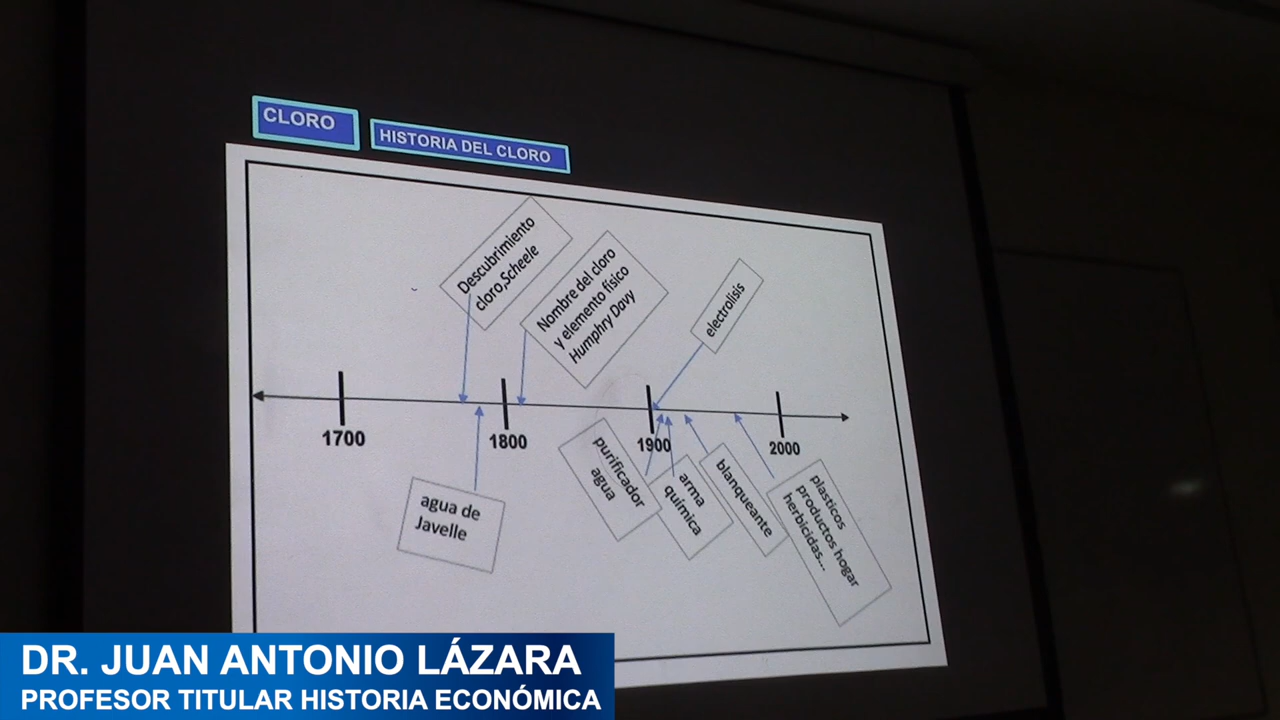 CLORO
HISTORIA DEL CLORO
Descubrimiento
cloro,Scheele
Nombre del cloro
y elemento físico
Humphry Davy
electrolisis
1700
1800
1900
2000
agua de
Javelle
purificador
agua
arma
química
blanqueante
plasticos
productos hogar
herbicidas...
DR. JUAN ANTONIO LÁZARA
PROFESOR TITULAR HISTORIA ECONÓMICA